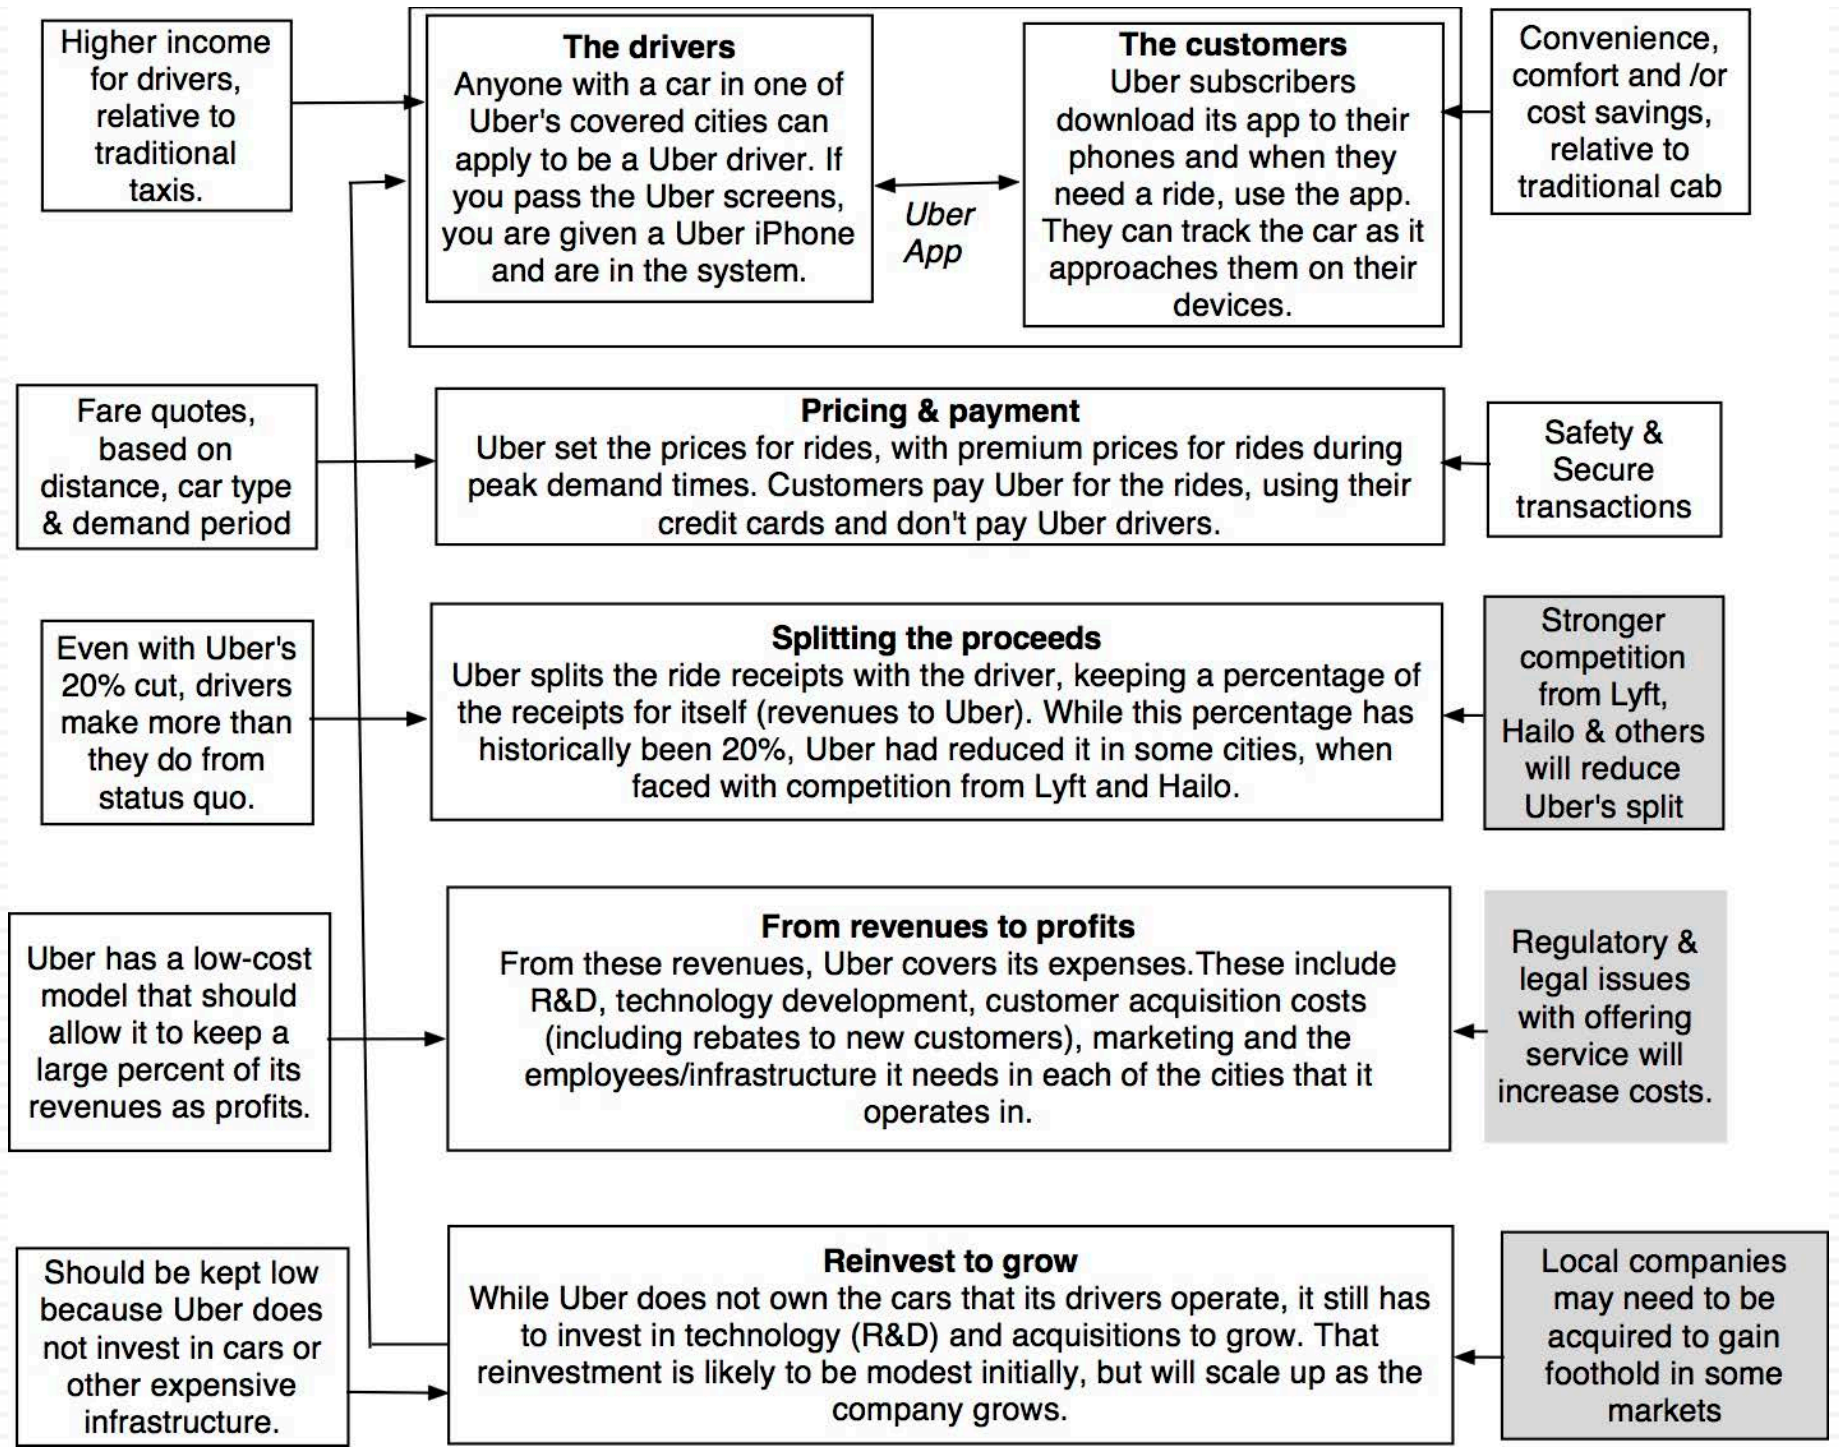 Higher income
for drivers,
relative to
traditional
taxis.
The drivers
Anyone with a car in one of
Uber's covered cities can
apply to be a Uber driver. If
you pass the Uber screens,
you are given a Uber iPhone
and are in the system.
Uber
App
The customers
Uber subscribers
download its app to their
phones and when they
need a ride, use the app.
They can track the car as it
approaches them on their
devices.
Convenience,
comfort and /or
cost savings,
relative to
traditional cab
Fare quotes,
based on
distance, car type
& demand period
Pricing & payment
Uber set the prices for rides, with premium prices for rides during
peak demand times. Customers pay Uber for the rides, using their
credit cards and don't pay Uber drivers.
Safety &
Secure
transactions
Even with Uber's
20% cut, drivers
make more than
they do from
status quo.
Splitting the proceeds
Uber splits the ride receipts with the driver, keeping a percentage of
the receipts for itself (revenues to Uber). While this percentage has
historically been 20%, Uber had reduced it in some cities, when
faced with competition from Lyft and Hailo.
Stronger
competition
from Lyft,
Hailo & others
will reduce
Uber's split
Uber has a low-cost
model that should
allow it to keep a
large percent of its
revenues as profits.
From revenues to profits
From these revenues, Uber covers its expenses.These include
R&D, technology development, customer acquisition costs
(including rebates to new customers), marketing and the
employees/infrastructure it needs in each of the cities that it
operates in.
Regulatory &
legal issues
with offering
service will
increase costs.
Should be kept low
because Uber does
not invest in cars or
other expensive
infrastructure.
Reinvest to grow
While Uber does not own the cars that its drivers operate, it still has
to invest in technology (R&D) and acquisitions to grow. That
reinvestment is likely to be modest initially, but will scale up as the
company grows.
Local companies
may need to be
acquired to gain
foothold in some
markets